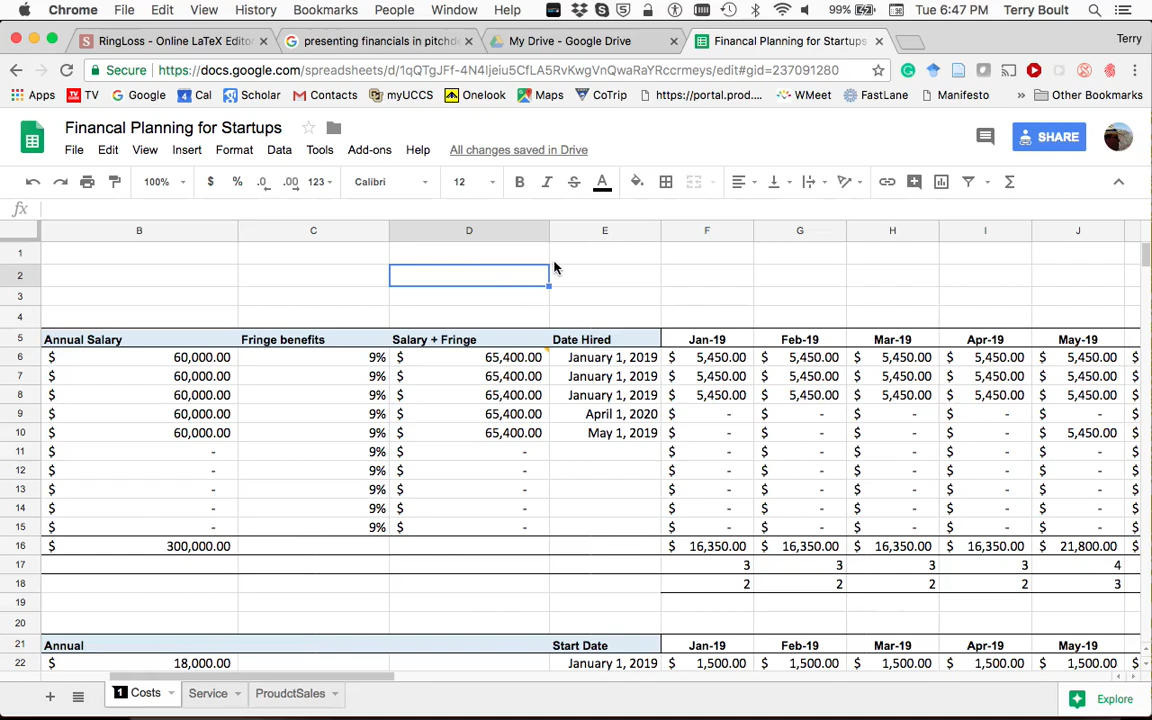 Chrome File Edit View History Bookmarks People Window Help 99% Tue 6:47 PM Terry Boult
RingLoss - Online LaTeX Editor presenting financials in pitchde My Drive - Google Drive Financial Planning for Startups Terry
Secure https://docs.google.com/spreadsheets/d/1qQTgJFf-4N4Ijeiu5CfLA5RvKwgVnQwaRaYRccrmeys/edit#gid=237091280
Apps TV Google Cal Scholar Contacts myUCCS Onelook Maps CoTrip https://portal.prod.... WMeet FastLane Manifesto » Other Bookmarks
Financal Planning for Startups
SHARE
File Edit View Insert Format Data Tools Add-ons Help All changes saved in Drive
100% $ % .0 .00 123 Calibri 12 B I S A
fx
B C D E F G H I J
1
2
3
4
5 Annual Salary Fringe benefits Salary + Fringe Date Hired Jan-19 Feb-19 Mar-19 Apr-19 May-19
6 $ 60,000.00 9% $ 65,400.00 January 1, 2019 $ 5,450.00 $ 5,450.00 $ 5,450.00 $ 5,450.00 $ 5,450.00 $
7 $ 60,000.00 9% $ 65,400.00 January 1, 2019 $ 5,450.00 $ 5,450.00 $ 5,450.00 $ 5,450.00 $ 5,450.00 $
8 $ 60,000.00 9% $ 65,400.00 January 1, 2019 $ 5,450.00 $ 5,450.00 $ 5,450.00 $ 5,450.00 $ 5,450.00 $
9 $ 60,000.00 9% $ 65,400.00 April 1, 2020 $ - $ - $ - $ - $ - $
10 $ 60,000.00 9% $ 65,400.00 May 1, 2019 $ - $ - $ - $ - $ 5,450.00 $
11 $ - 9% $ - $ - $ - $ - $ - $ - $
12 $ - 9% $ - $ - $ - $ - $ - $ - $
13 $ - 9% $ - $ - $ - $ - $ - $ - $
14 $ - 9% $ - $ - $ - $ - $ - $ - $
15 $ - 9% $ - $ - $ - $ - $ - $ - $
16 $ 300,000.00 $ 16,350.00 $ 16,350.00 $ 16,350.00 $ 16,350.00 $ 21,800.00 $
17 3 3 3 3 4
18 2 2 2 2 3
19
20
21 Annual Start Date Jan-19 Feb-19 Mar-19 Apr-19 May-19
22 $ 18,000.00 January 1, 2019 $ 1,500.00 $ 1,500.00 $ 1,500.00 $ 1,500.00 $ 1,500.00 $
1 Costs Service ProudctSales Explore